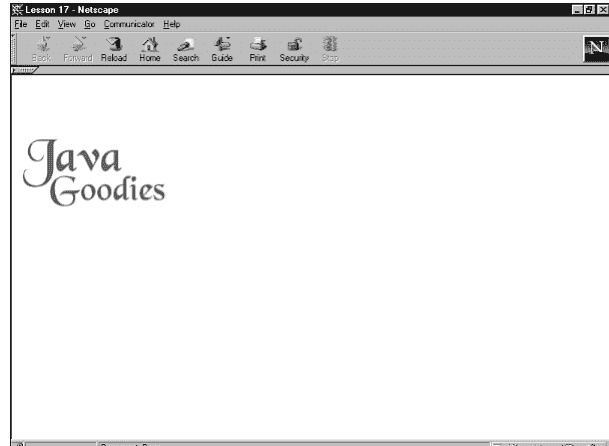 Lesson 17 - Netscape
File Edit View Go Communicator Help
Back Forward Reload Home Search Guide Print Security Stop
N
Java
Goodies